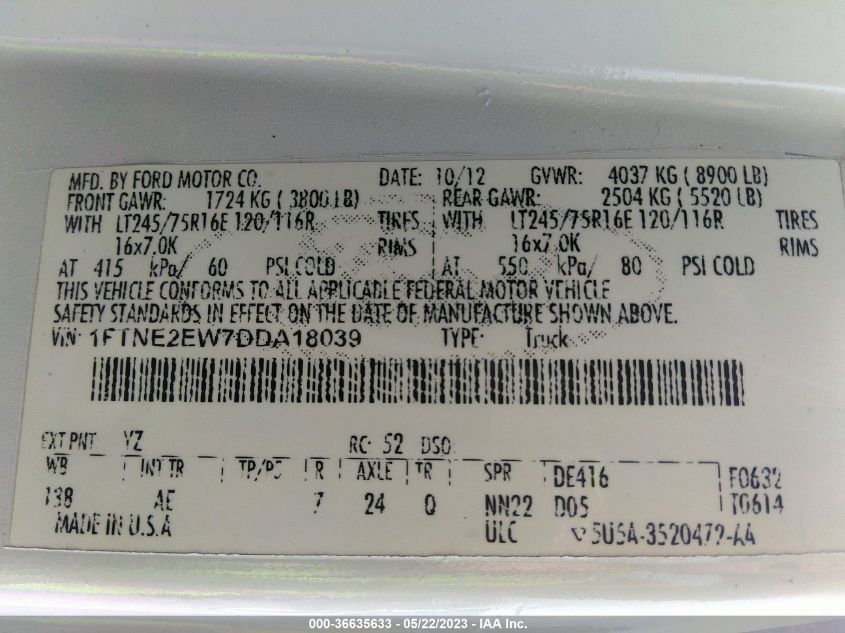 MFD. BY FORD MOTOR CO. DATE: 10/12 GVWR: 4037 KG ( 8900 LB)
FRONT GAWR: 1724 KG ( 3800 LB) REAR GAWR: 2504 KG ( 5520 LB)
WITH LT245/75R16E 120/116R TIRES WITH LT245/75R16E 120/116R TIRES
16x7.0K RIMS 16x7.0K RIMS
AT 415 kPa/ 60 PSI COLD AT 550 kPa/ 80 PSI COLD
THIS VEHICLE CONFORMS TO ALL APPLICABLE FEDERAL MOTOR VEHICLE
SAFETY STANDARDS IN EFFECT ON THE DATE OF MANUFACTURE SHOWN ABOVE.
VIN: 1FTNE2EW7DDA18039 TYPE: Truck
EXT PNT YZ RC: 52 DSO:
WB INT TR TP/PS R AXLE TR SPR DE416 F0632
138 AE 7 24 Q NN22 D05 T0614
MADE IN U.S.A ULC 5U5A-3520472-AA
000-36635633 - 05/22/2023 - IAA Inc.